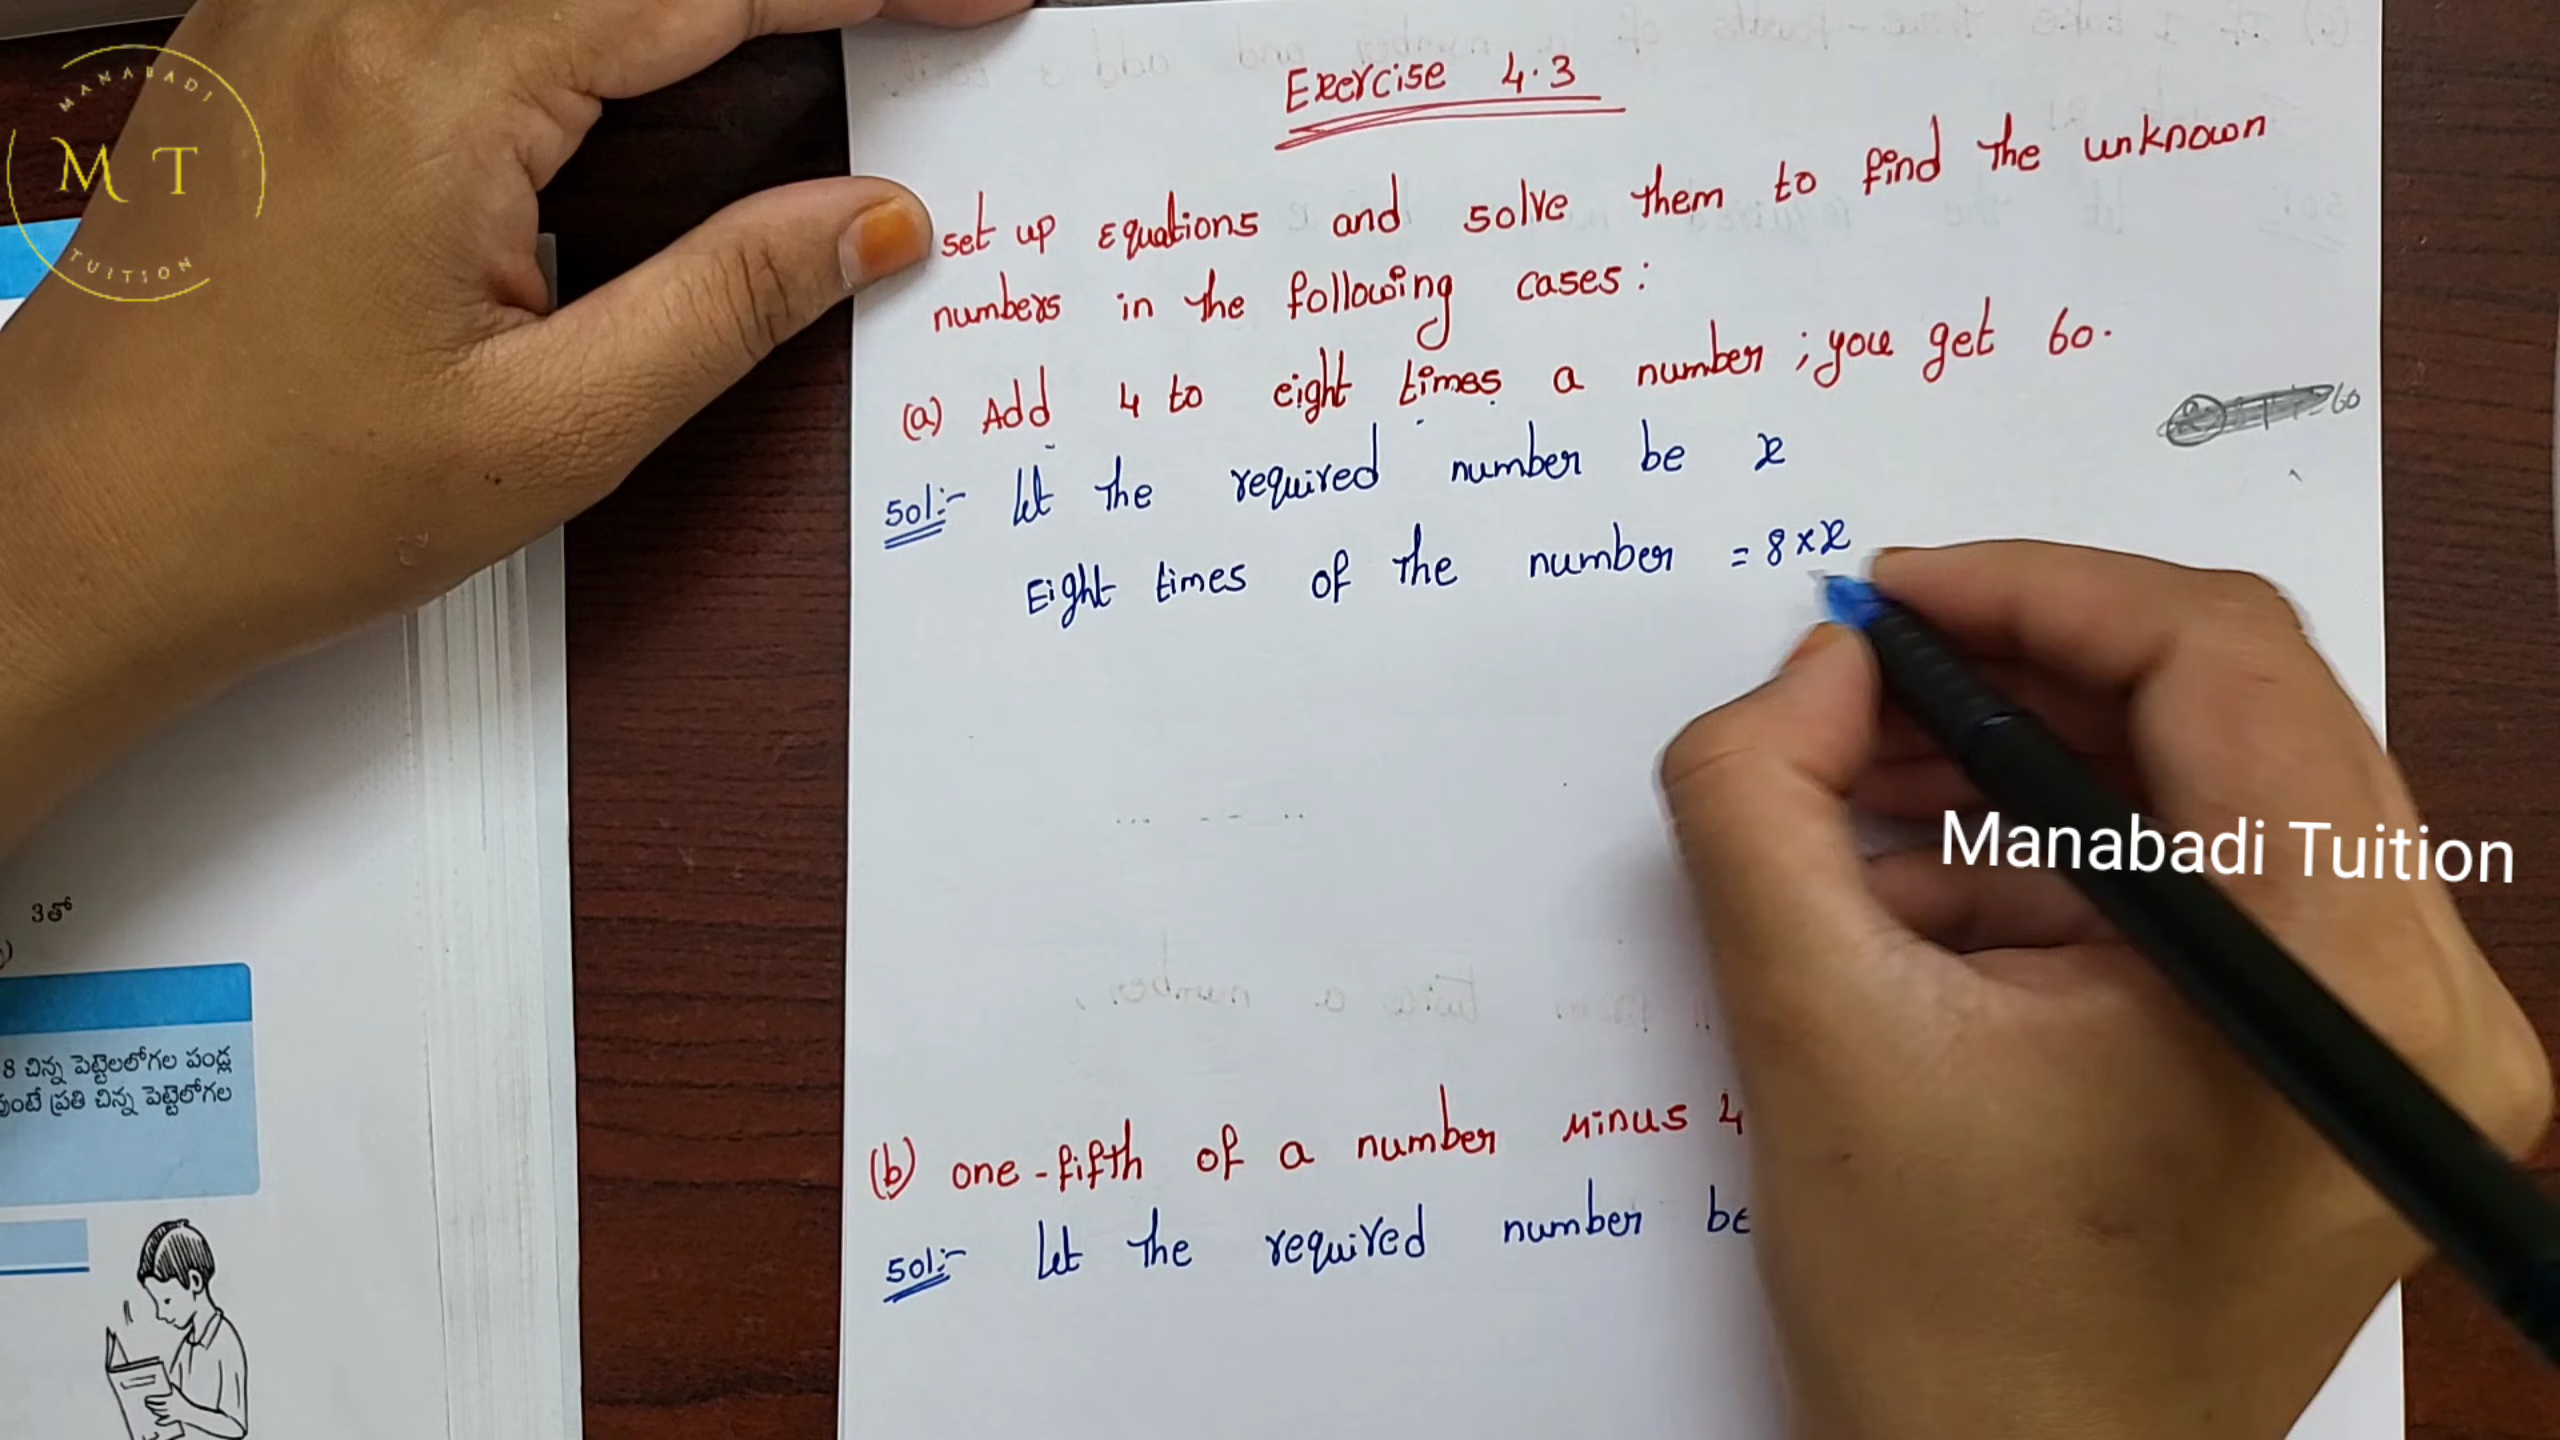 MANABADI
M T
TUITION
Exercise 4.3
set up Equations and solve them to find the unknown
numbers in the following cases:
(a) Add 4 to eight times a number; you get 60.
60
Sol:- Let the required number be x
Eight times of the number = 8 × x
Manabadi Tuition
3తో
8 చిన్న పెట్టెలలోగల పండ్ల
వుంటే ప్రతి చిన్న పెట్టెలోగల
(b) one-fifth of a number Minus 4
Sol:- Let the required number be